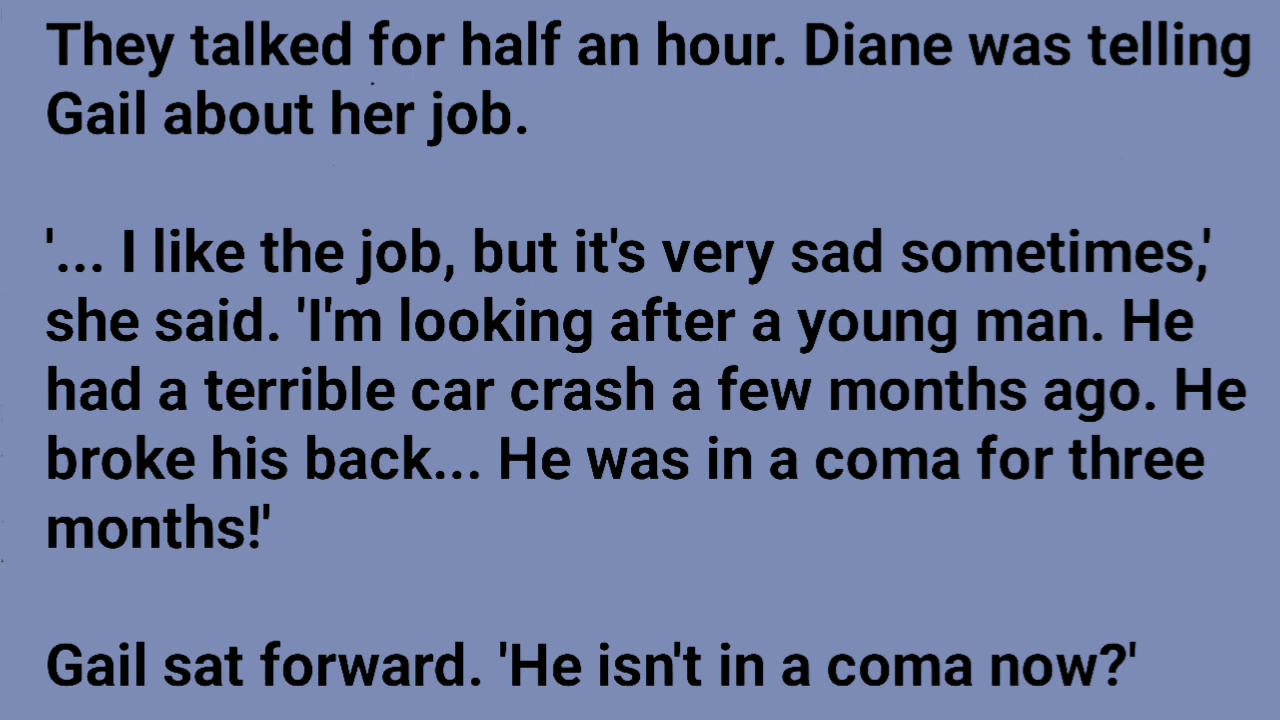 They talked for half an hour. Diane was telling
Gail about her job.
'... I like the job, but it's very sad sometimes,'
she said. 'I'm looking after a young man. He
had a terrible car crash a few months ago. He
broke his back... He was in a coma for three
months!'
Gail sat forward. 'He isn't in a coma now?'